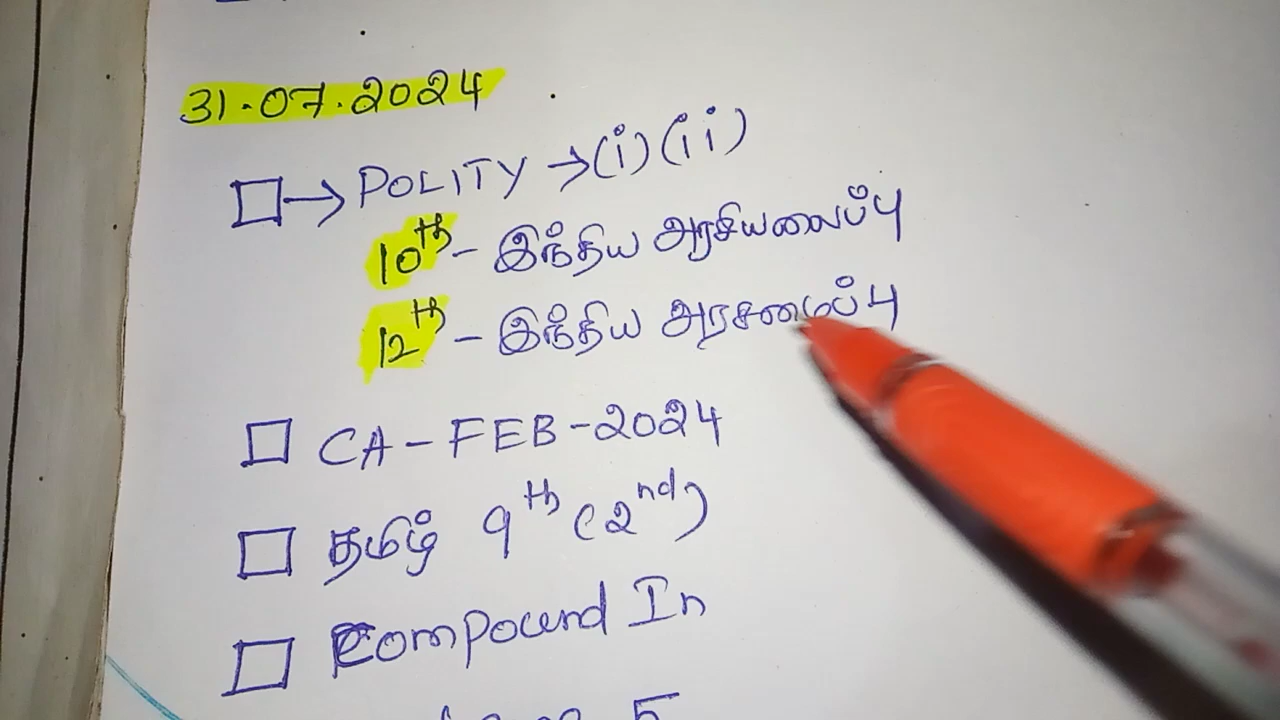 31.07.2024
POLITY →(i)(ii)
10th - இந்திய அரசியலைப்பு
12th - இந்திய அரசமைப்பு
CA-FEB-2024
தமிழ் 9th (2nd)
Compound In